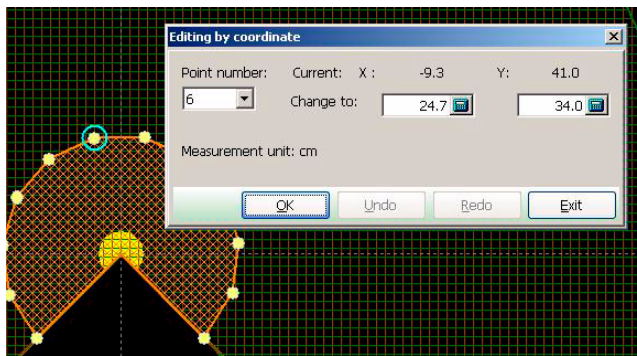 Editing by coordinate
Point number: Current: X : -9.3 Y: 41.0
6 Change to: 24.7 34.0
Measurement unit: cm
OK Undo Redo Exit